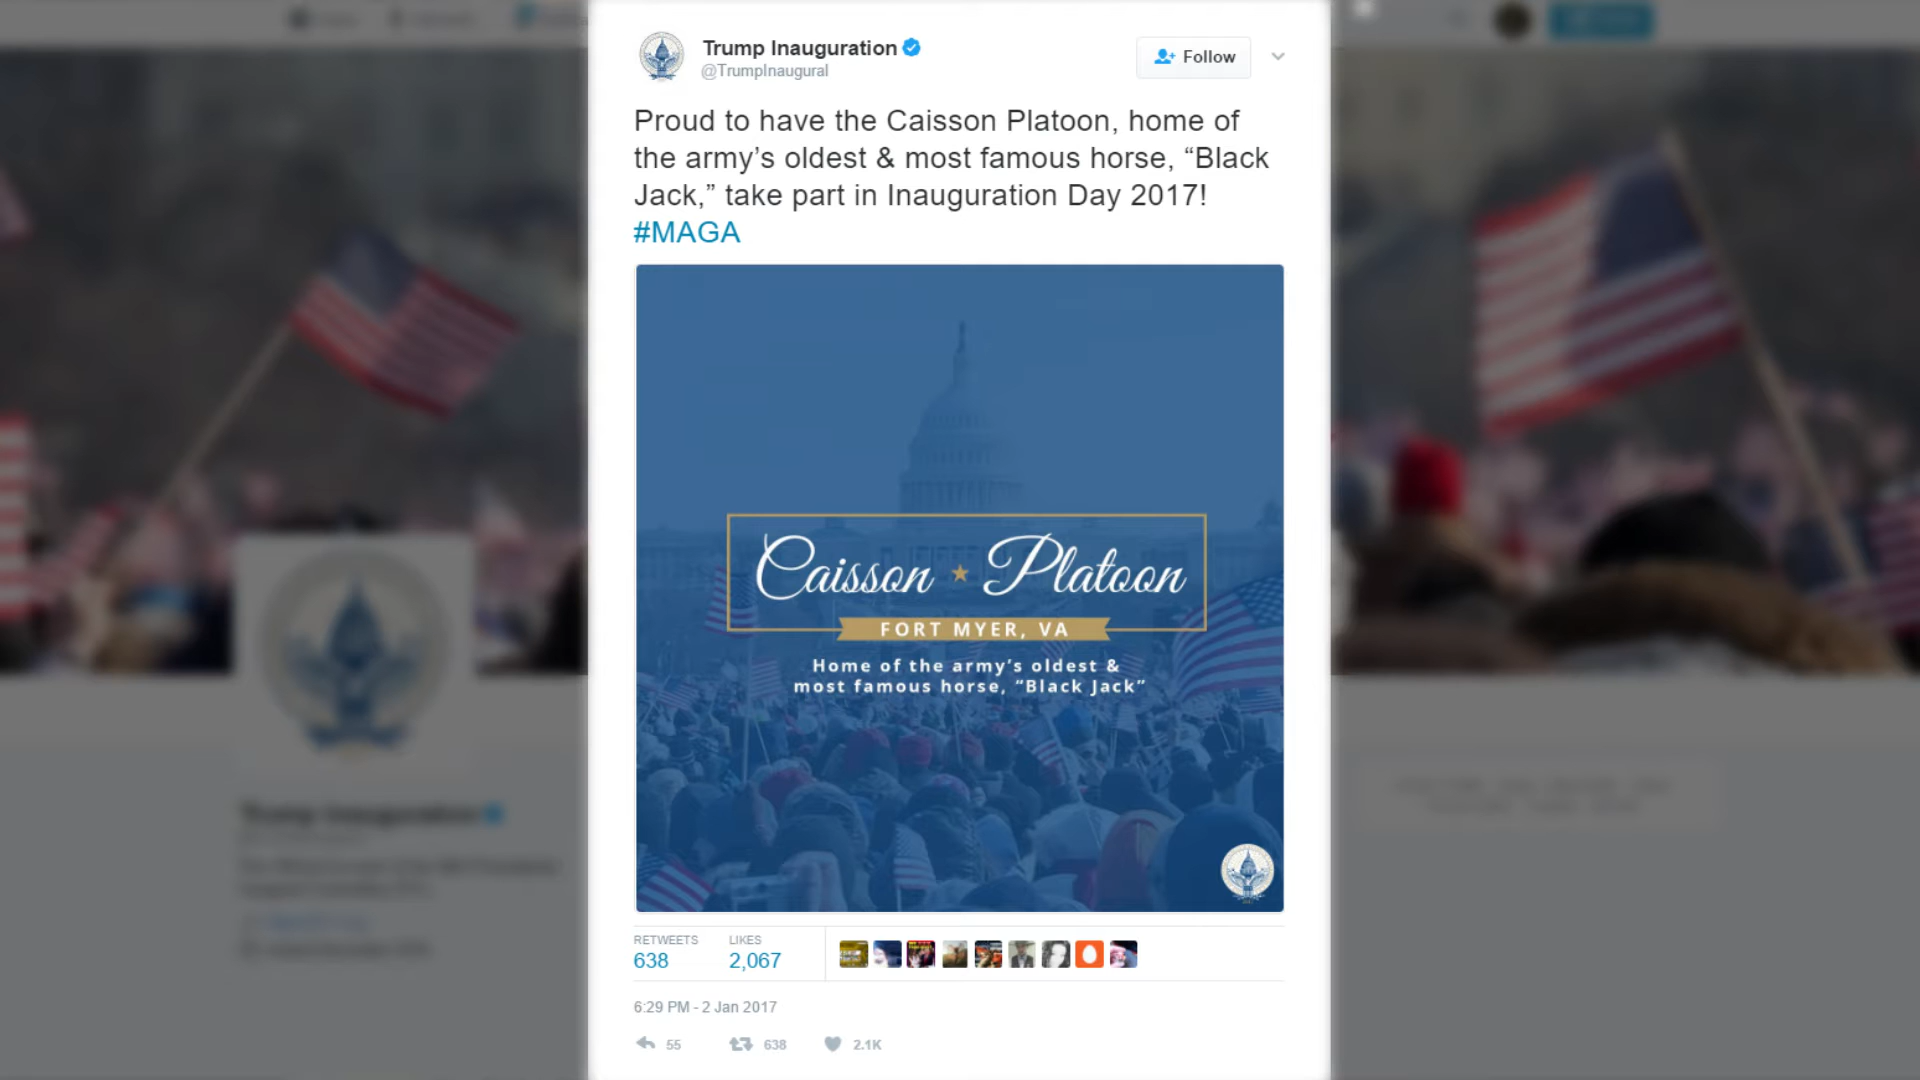 Trump Inauguration
@TrumpInaugural
Follow
Proud to have the Caisson Platoon, home of
the army’s oldest & most famous horse, “Black
Jack,” take part in Inauguration Day 2017!
#MAGA
Caisson ★ Platoon
FORT MYER, VA
Home of the army’s oldest &
most famous horse, “Black Jack”
RETWEETS LIKES
638 2,067
6:29 PM - 2 Jan 2017
55 638 2.1K
Trump Inauguration